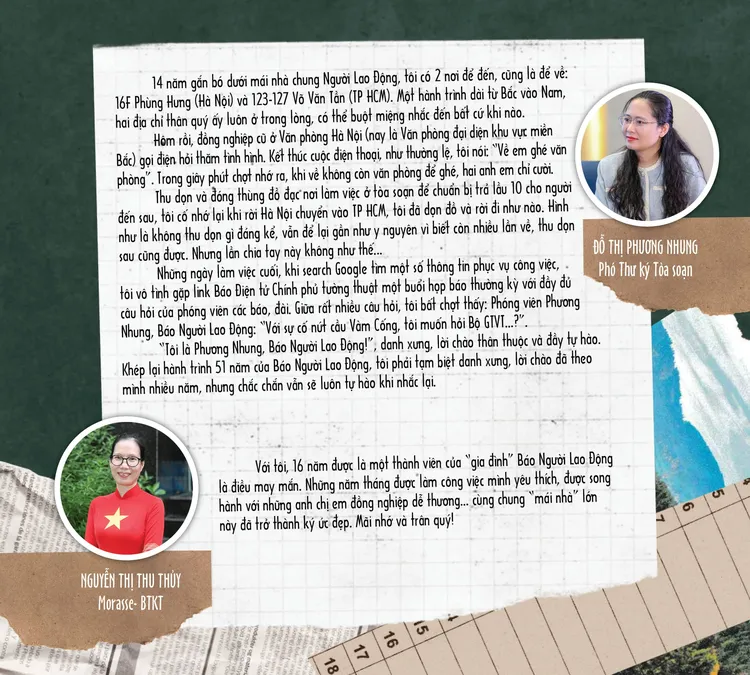 14 năm gắn bó dưới mái nhà chung Người Lao Động, tôi có 2 nơi để đến, cũng là để về:
16F Phùng Hưng (Hà Nội) và 123-127 Võ Văn Tần (TP HCM). Một hành trình dài từ Bắc vào Nam,
hai địa chỉ thân quý ấy luôn ở trong lòng, có thể buột miệng nhắc đến bất cứ khi nào.
Hôm rồi, đồng nghiệp cũ ở Văn phòng Hà Nội (nay là Văn phòng đại diện khu vực miền
Bắc) gọi điện hỏi thăm tình hình. Kết thúc cuộc điện thoại, như thường lệ, tôi nói: "Về em ghé văn
phòng". Trong giây phút chợt nhớ ra, khi về không còn văn phòng để ghé, hai anh em chỉ cười.
Thu dọn và đóng thùng đồ đạc nơi làm việc ở tòa soạn để chuẩn bị trả lầu 10 cho người
đến sau, tôi cố nhớ lại khi rời Hà Nội chuyển vào TP HCM, tôi đã dọn đồ và rời đi như nào. Hình
như là không thu dọn gì đáng kể, vẫn để lại gần như y nguyên vì biết còn nhiều lần về, thu dọn
sau cũng được. Nhưng lần chia tay này không như thế...
Những ngày làm việc cuối, khi search Google tìm một số thông tin phục vụ công việc,
tôi vô tình gặp link Báo Điện tử Chính phủ tường thuật một buổi họp báo thường kỳ với đầy đủ
câu hỏi của phóng viên các báo, đài. Giữa rất nhiều câu hỏi, tôi bất chợt thấy: Phóng viên Phương
Nhung, Báo Người Lao Động: "Với sự cố nứt cầu Vàm Cống, tôi muốn hỏi Bộ GTVT...?".
"Tôi là Phương Nhung, Báo Người Lao Động!", danh xưng, lời chào thân thuộc và đầy tự hào.
Khép lại hành trình 51 năm của Báo Người Lao Động, tôi phải tạm biệt danh xưng, lời chào đã theo
mình nhiều năm, nhưng chắc chắn vẫn sẽ luôn tự hào khi nhắc lại.
ĐỖ THỊ PHƯƠNG NHUNG
Phó Thư ký Tòa soạn
Với tôi, 16 năm được là một thành viên của "gia đình" Báo Người Lao Động
là điều may mắn. Những năm tháng được làm công việc mình yêu thích, được song
hành với những anh chị em đồng nghiệp dễ thương... cùng chung "mái nhà" lớn
này đã trở thành ký ức đẹp. Mãi nhớ và trân quý!
NGUYỄN THỊ THU THỦY
Morasse- BTKT
18
17
16
15
14
5